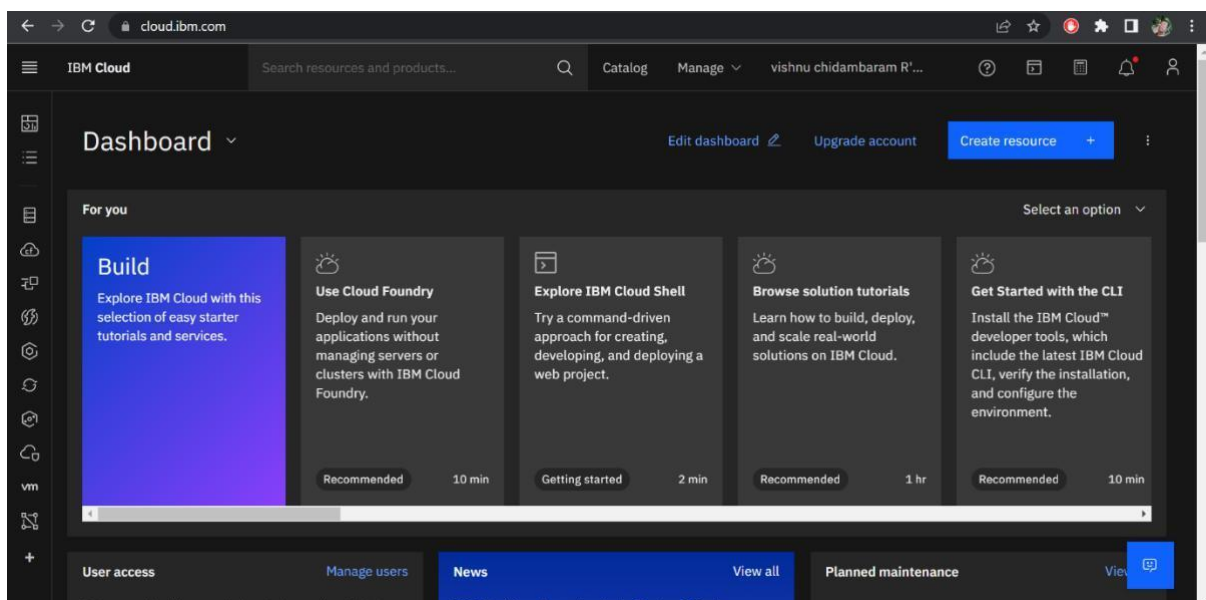 cloud.ibm.com
IBM Cloud
Search resources and products...
Catalog
Manage
vishnu chidambaram R'...
Dashboard
Edit dashboard
Upgrade account
Create resource +
For you
Select an option
Build
Explore IBM Cloud with this
selection of easy starter
tutorials and services.
Use Cloud Foundry
Deploy and run your
applications without
managing servers or
clusters with IBM Cloud
Foundry.
Recommended
10 min
Explore IBM Cloud Shell
Try a command-driven
approach for creating,
developing, and deploying a
web project.
Getting started
2 min
Browse solution tutorials
Learn how to build, deploy,
and scale real-world
solutions on IBM Cloud.
Recommended
1 hr
Get Started with the CLI
Install the IBM Cloud™
developer tools, which
include the latest IBM Cloud
CLI, verify the installation,
and configure the
environment.
Recommended
10 min
vm
User access
Manage users
News
View all
Planned maintenance